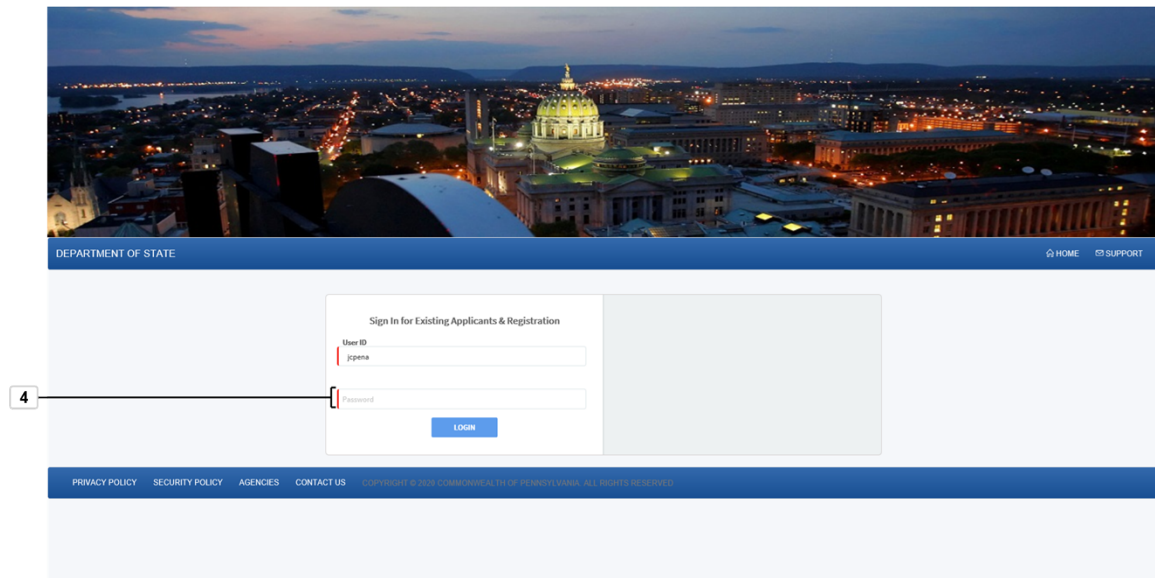 DEPARTMENT OF STATE
HOME
SUPPORT
Sign In for Existing Applicants & Registration
User ID
jcpena
4
Password
LOGIN
PRIVACY POLICY SECURITY POLICY AGENCIES CONTACT US COPYRIGHT © 2020 COMMONWEALTH OF PENNSYLVANIA. ALL RIGHTS RESERVED